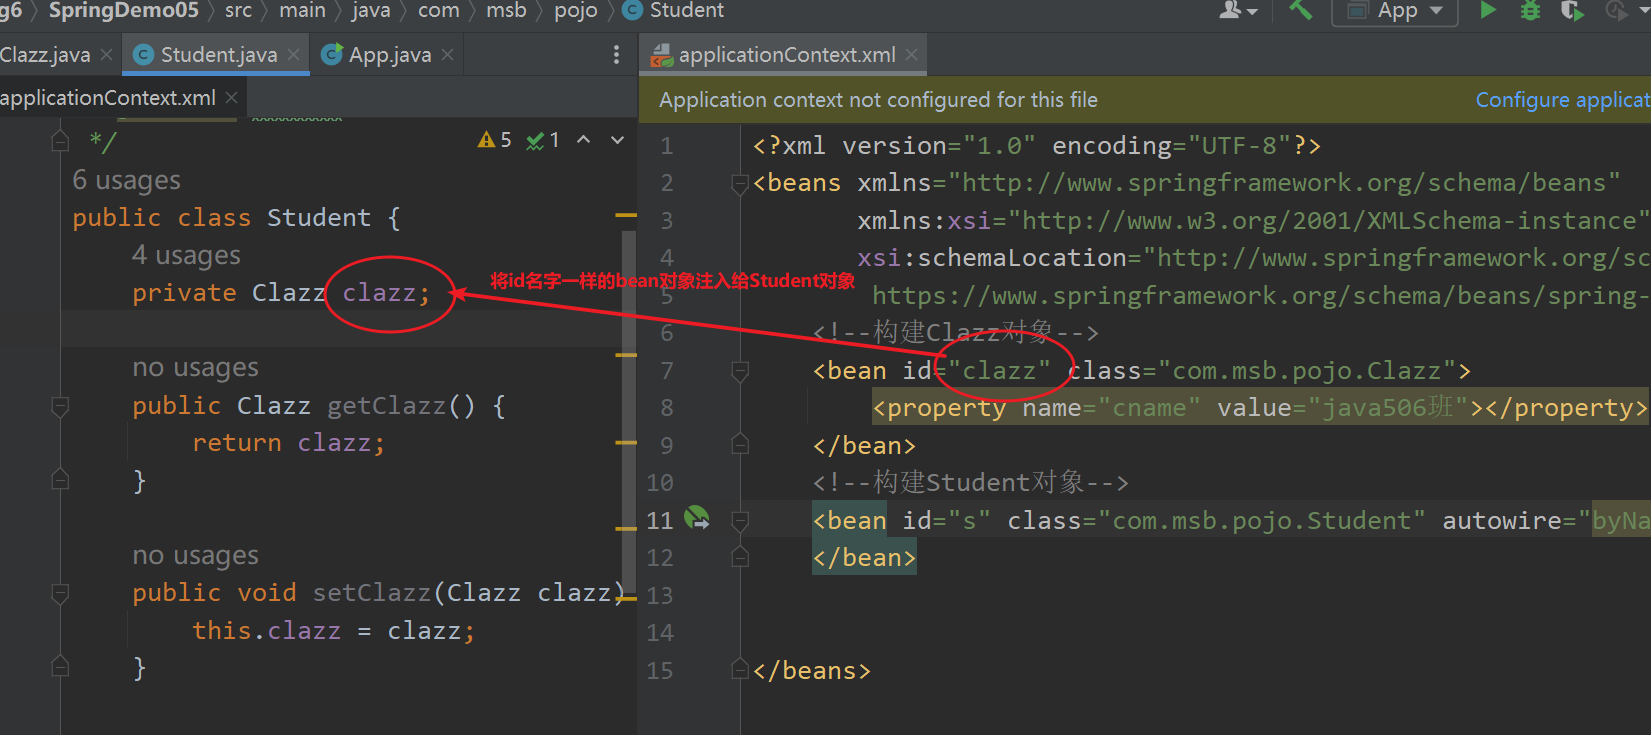 g6 〉 SpringDemo05 〉 src 〉 main 〉 java 〉 com 〉 msb 〉 pojo 〉 Student
App
Clazz.java
Student.java
App.java
applicationContext.xml
applicationContext.xml
*/
5 1
6 usages
public class Student {
4 usages
private Clazz clazz;
no usages
public Clazz getClazz() {
return clazz;
}
no usages
public void setClazz(Clazz clazz)
this.clazz = clazz;
}
将id名字一样的bean对象注入给Student对象
Application context not configured for this file
Configure applicat
1 <?xml version="1.0" encoding="UTF-8"?>
2 <beans xmlns="http://www.springframework.org/schema/beans"
3 xmlns:xsi="http://www.w3.org/2001/XMLSchema-instance"
4 xsi:schemaLocation="http://www.springframework.org/sc
5 https://www.springframework.org/schema/beans/spring-
6 <!--构建Clazz对象-->
7 <bean id="clazz" class="com.msb.pojo.Clazz">
8 <property name="cname" value="java506班"></property>
9 </bean>
10 <!--构建Student对象-->
11 <bean id="s" class="com.msb.pojo.Student" autowire="byNa
12 </bean>
13
14
15 </beans>